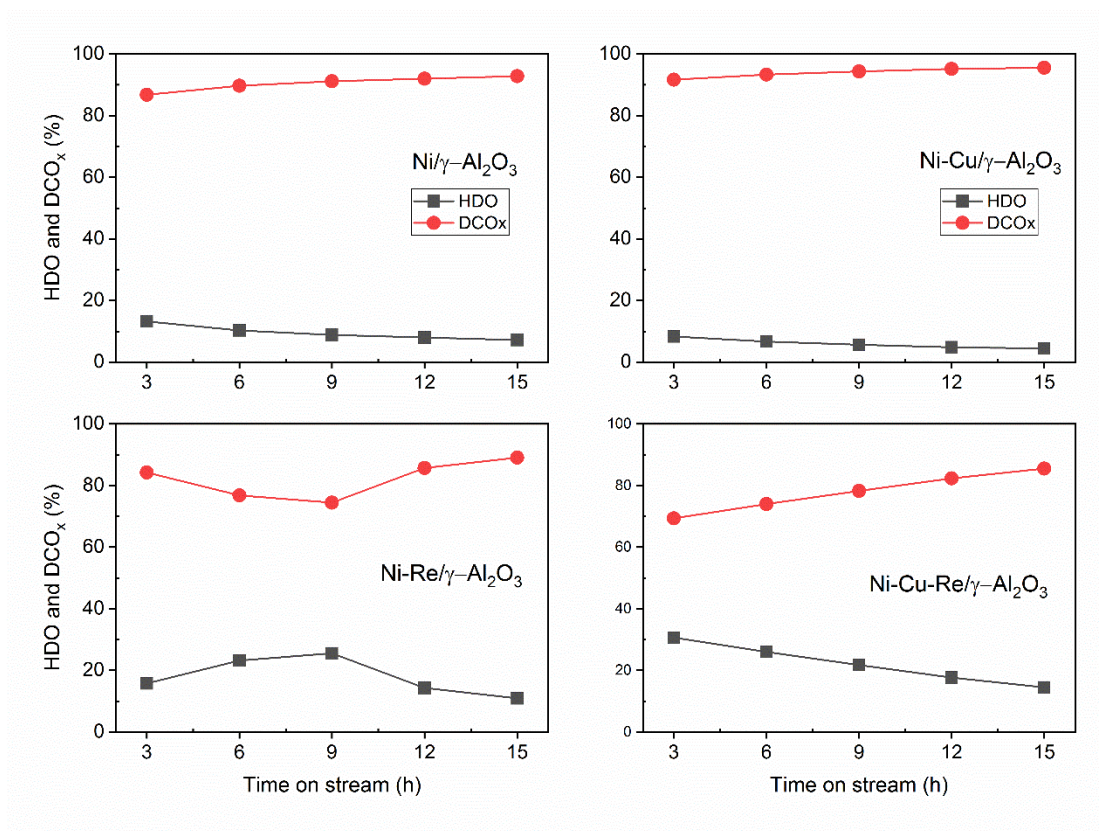 HDO and DCOₓ (%)
100
80
60
40
20
0
Ni/γ–Al₂O₃
HDO
DCOx
3 6 9 12 15
100
80
60
40
20
0
Ni-Cu/γ–Al₂O₃
HDO
DCOx
3 6 9 12 15
HDO and DCOₓ (%)
100
80
60
40
20
0
Ni-Re/γ–Al₂O₃
3 6 9 12 15
Time on stream (h)
100
80
60
40
20
0
Ni-Cu-Re/γ–Al₂O₃
3 6 9 12 15
Time on stream (h)